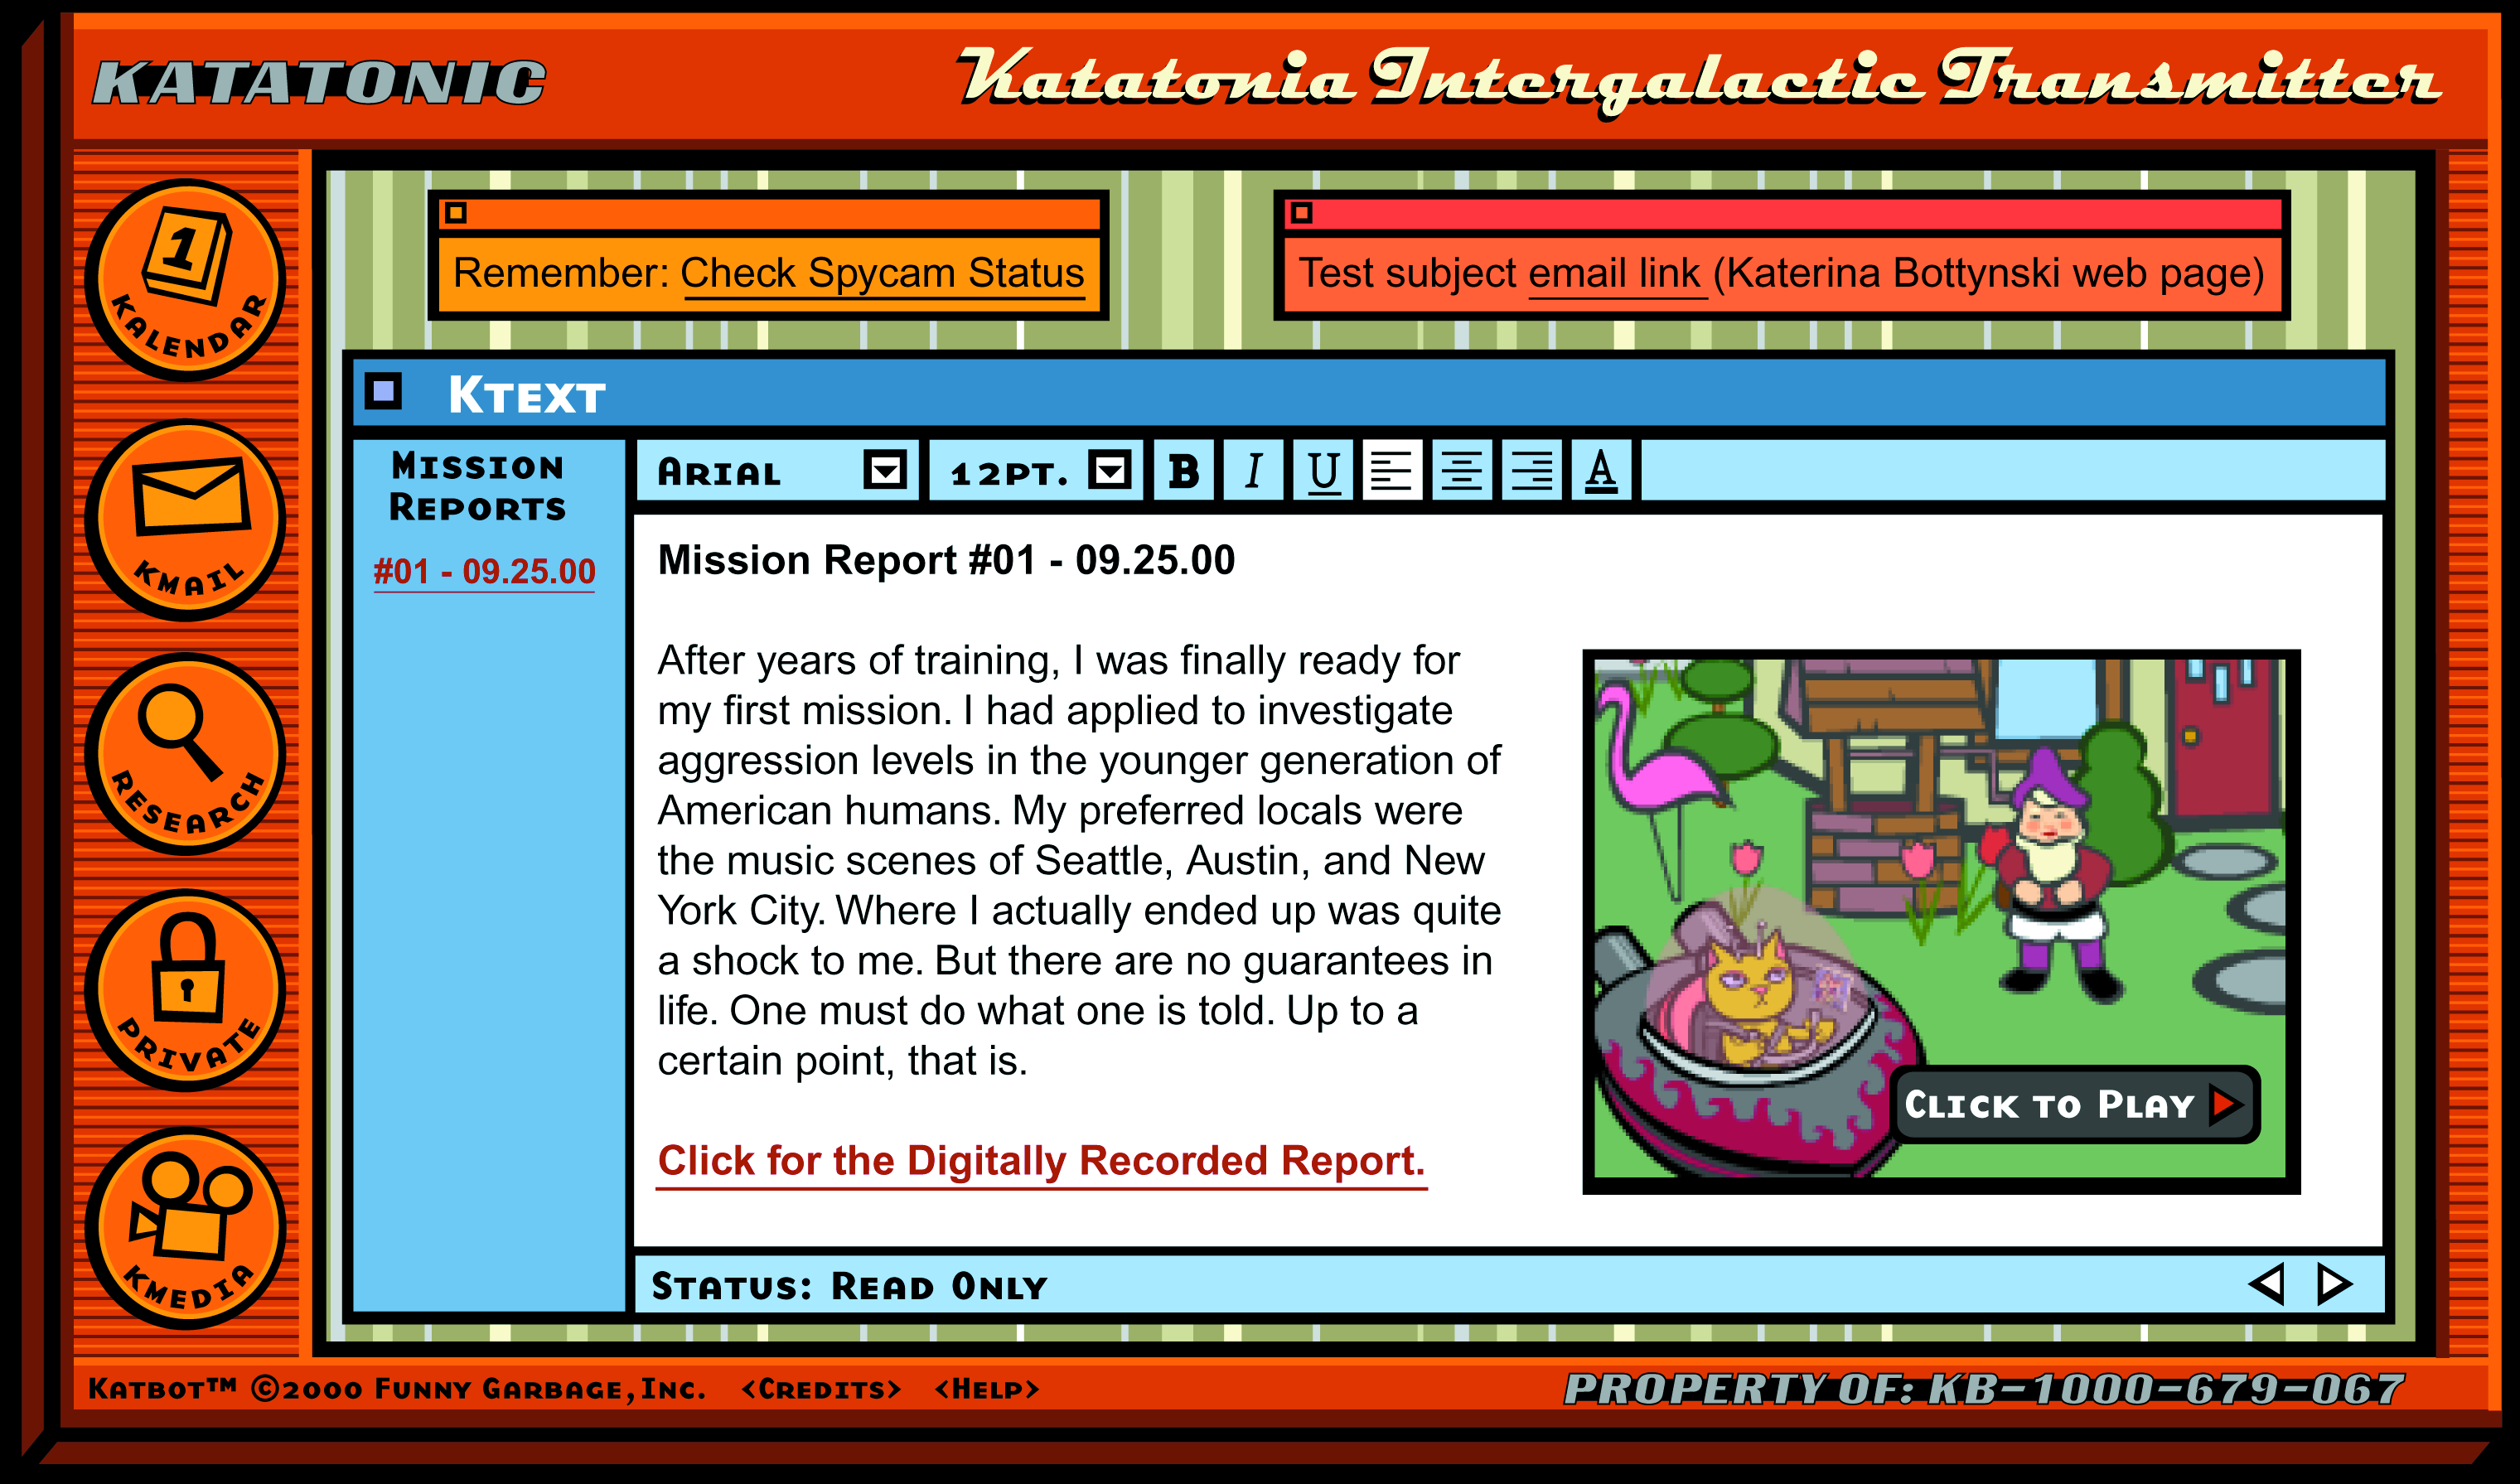 KATATONIC
Katatonia Intergalactic Transmitter
1
KALENDAR
KMAIL
RESEARCH
PRIVATE
KMEDIA
Remember: Check Spycam Status
Test subject email link (Katerina Bottynski web page)
KTEXT
MISSION
REPORTS
#01 - 09.25.00
ARIAL
12PT.
B
I
U
A
Mission Report #01 - 09.25.00
After years of training, I was finally ready for
my first mission. I had applied to investigate
aggression levels in the younger generation of
American humans. My preferred locals were
the music scenes of Seattle, Austin, and New
York City. Where I actually ended up was quite
a shock to me. But there are no guarantees in
life. One must do what one is told. Up to a
certain point, that is.
Click for the Digitally Recorded Report.
CLICK TO PLAY
STATUS: READ ONLY
KATBOT™ ©2000 FUNNY GARBAGE,INC. <CREDITS> <HELP>
PROPERTY OF: KB-1000-679-067